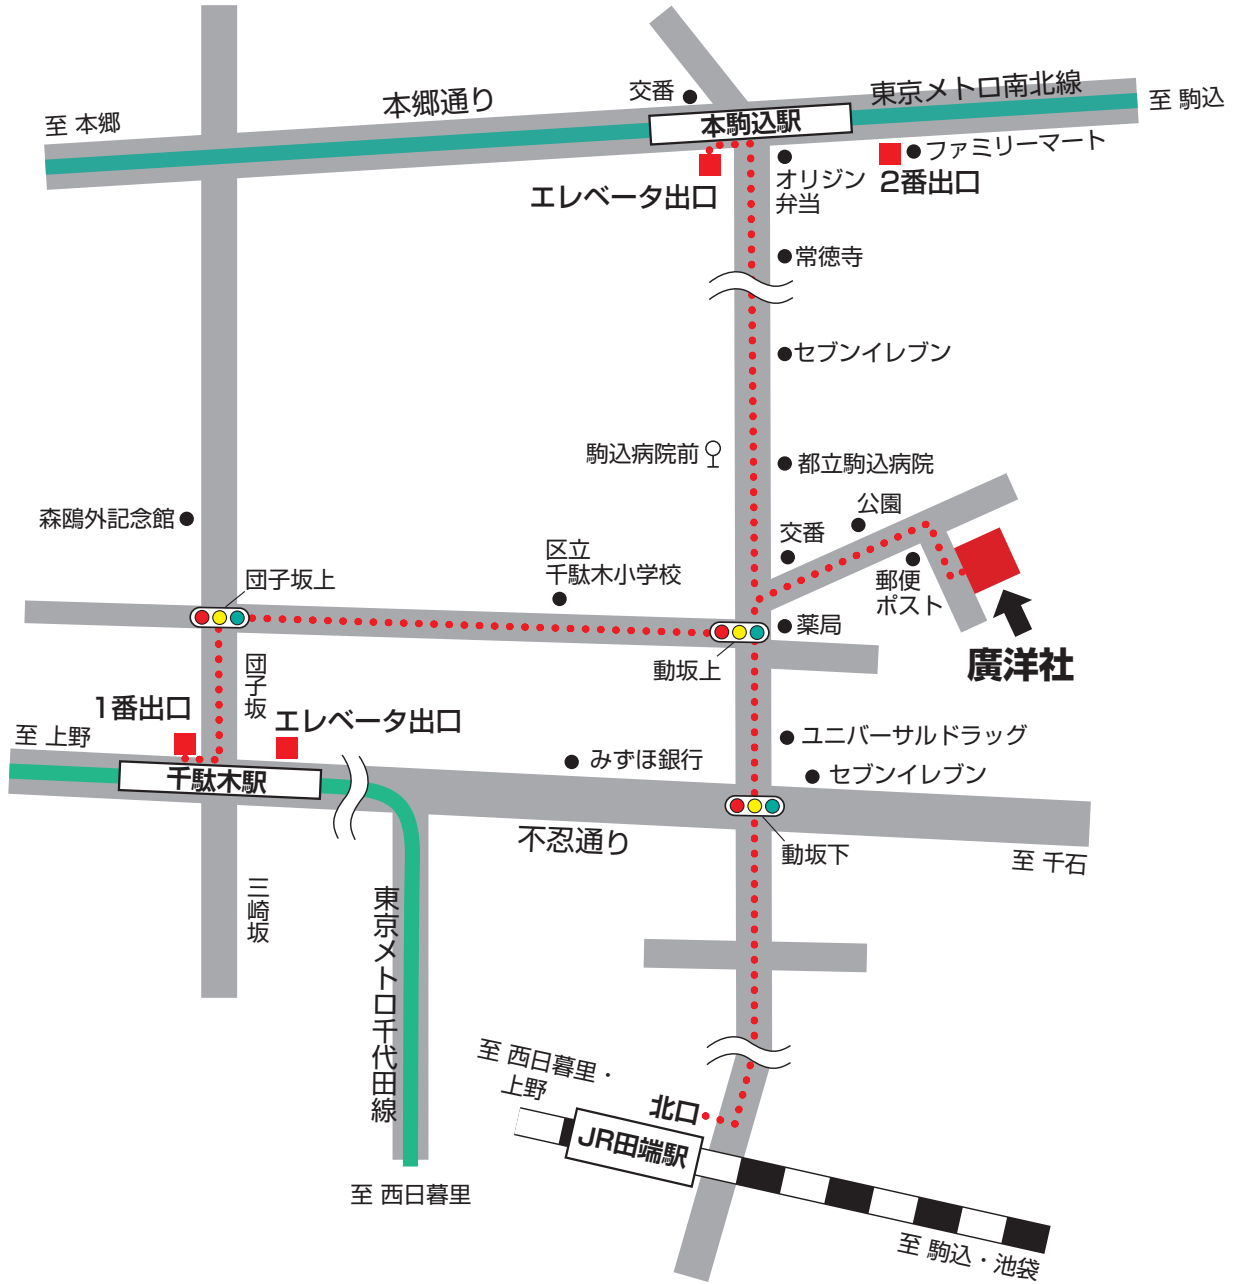 本郷通り
交番
東京メトロ南北線
至 駒込
至 本郷
本駒込駅
ファミリーマート
エレベータ出口
オリジン
弁当
2番出口
常徳寺
セブンイレブン
駒込病院前
都立駒込病院
公園
交番
森鴎外記念館
区立
千駄木小学校
郵便
ポスト
団子坂上
薬局
動坂上
廣洋社
団子坂
1番出口
エレベータ出口
至 上野
千駄木駅
みずほ銀行
ユニバーサルドラッグ
セブンイレブン
不忍通り
動坂下
至 千石
三崎坂
東京メトロ千代田線
至 西日暮里・
上野
北口
JR田端駅
至 西日暮里
至 駒込・池袋